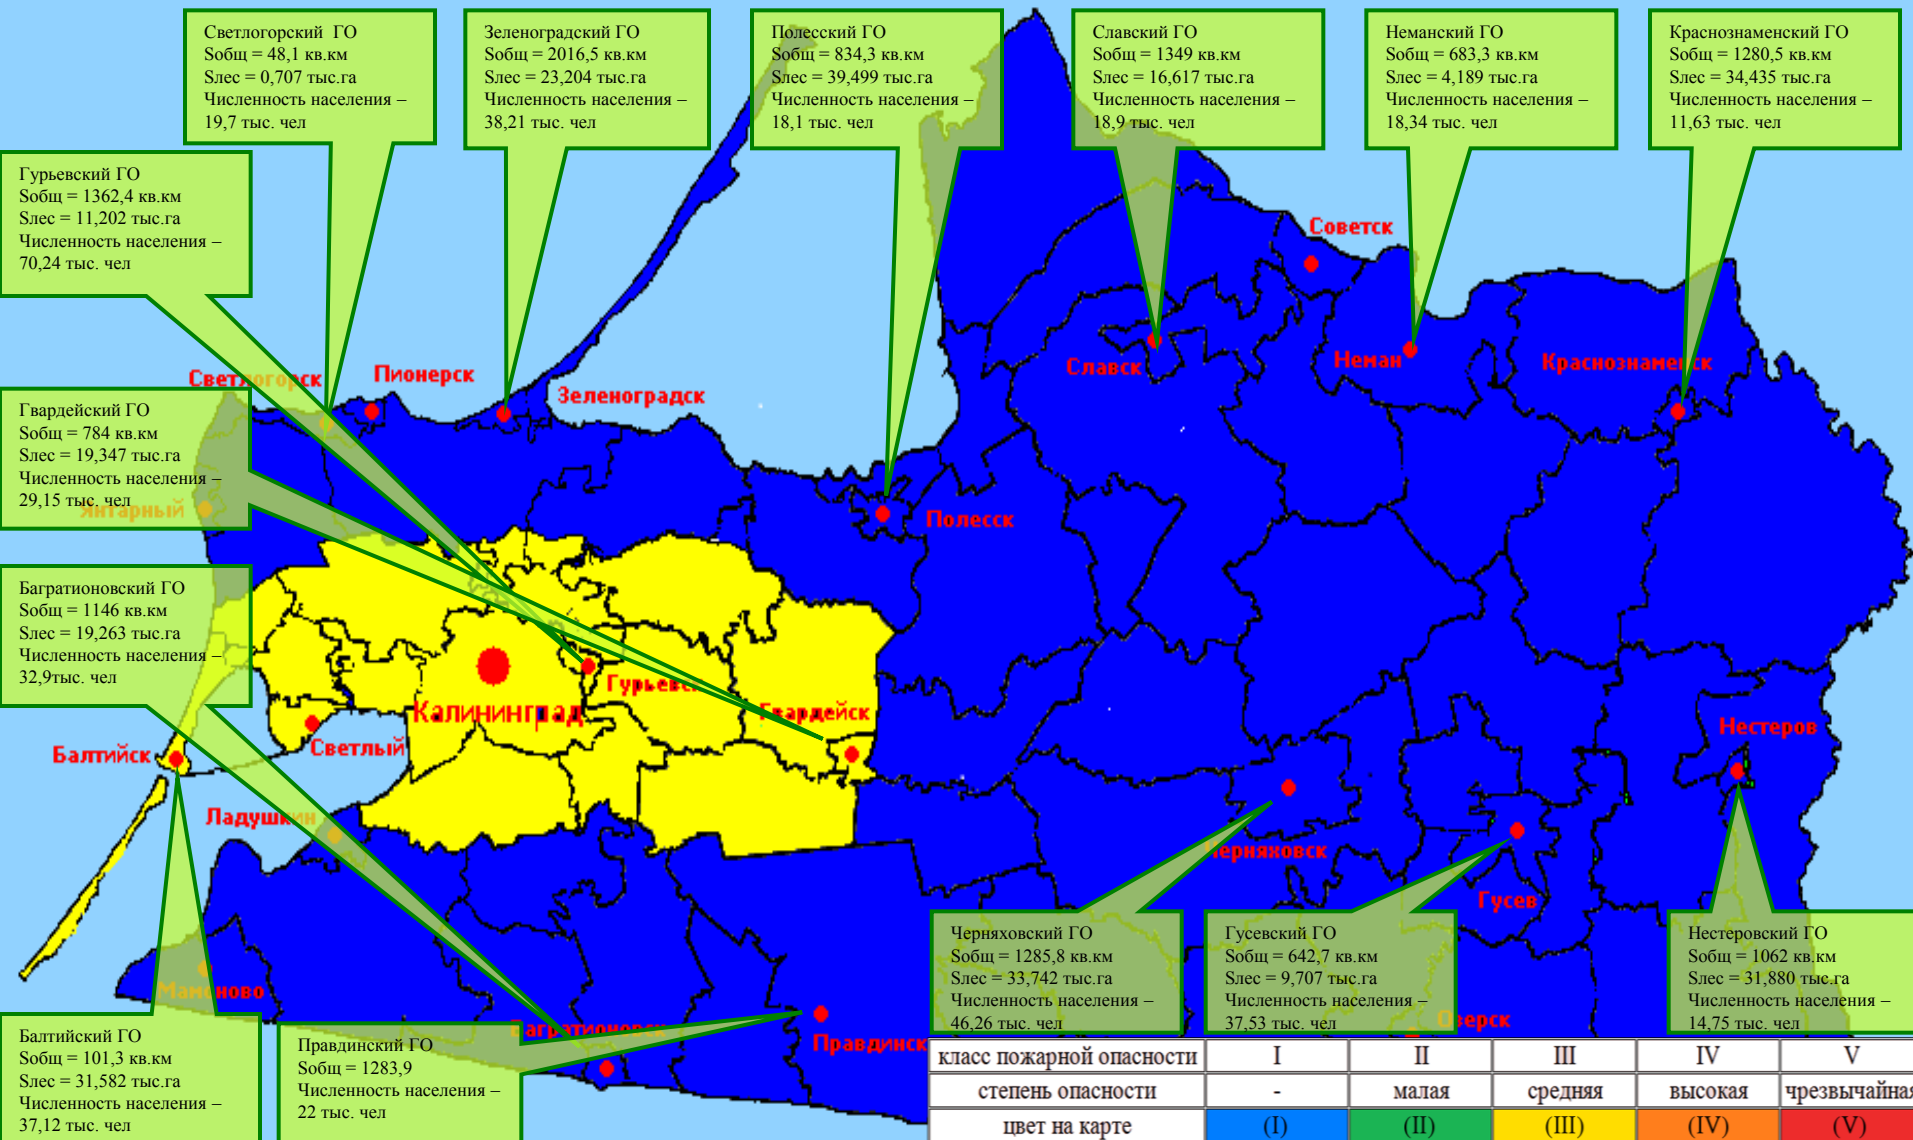 Светлогорский ГО
Sобщ = 48,1 кв.км
Sлес = 0,707 тыс.га
Численность населения –
19,7 тыс. чел
Зеленоградский ГО
Sобщ = 2016,5 кв.км
Sлес = 23,204 тыс.га
Численность населения –
38,21 тыс. чел
Полесский ГО
Sобщ = 834,3 кв.км
Sлес = 39,499 тыс.га
Численность населения –
18,1 тыс. чел
Славский ГО
Sобщ = 1349 кв.км
Sлес = 16,617 тыс.га
Численность населения –
18,9 тыс. чел
Неманский ГО
Sобщ = 683,3 кв.км
Sлес = 4,189 тыс.га
Численность населения –
18,34 тыс. чел
Краснознаменский ГО
Sобщ = 1280,5 кв.км
Sлес = 34,435 тыс.га
Численность населения –
11,63 тыс. чел
Гурьевский ГО
Sобщ = 1362,4 кв.км
Sлес = 11,202 тыс.га
Численность населения –
70,24 тыс. чел
Советск
Неман
Славск
Краснознаменск
Светлогорск
Пионерск
Зеленоградск
Гвардейский ГО
Sобщ = 784 кв.км
Sлес = 19,347 тыс.га
Численность населения –
29,15 тыс. чел
Янтарный
Полесск
Багратионовский ГО
Sобщ = 1146 кв.км
Sлес = 19,263 тыс.га
Численность населения –
32,9тыс. чел
Гурьевск
Калининград
Гвардейск
Нестеров
Светлый
Балтийск
Ладушкин
Черняховск
Гусев
Мамоново
Черняховский ГО
Sобщ = 1285,8 кв.км
Sлес = 33,742 тыс.га
Численность населения –
46,26 тыс. чел
Гусевский ГО
Sобщ = 642,7 кв.км
Sлес = 9,707 тыс.га
Численность населения –
37,53 тыс. чел
Нестеровский ГО
Sобщ = 1062 кв.км
Sлес = 31,880 тыс.га
Численность населения –
14,75 тыс. чел
Озерск
Багратионовск
Правдинск
Балтийский ГО
Sобщ = 101,3 кв.км
Sлес = 31,582 тыс.га
Численность населения –
37,12 тыс. чел
Правдинский ГО
Sобщ = 1283,9
Численность населения –
22 тыс. чел
класс пожарной опасности I II III IV V
степень опасности - малая средняя высокая чрезвычайная
цвет на карте (I) (II) (III) (IV) (V)